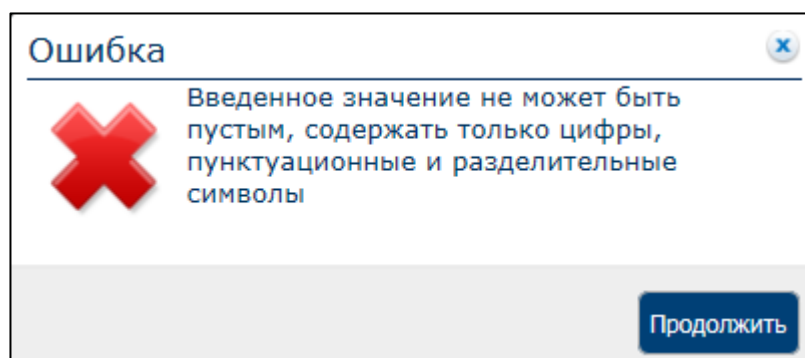 Ошибка
Введенное значение не может быть
пустым, содержать только цифры,
пунктуационные и разделительные
символы
Продолжить